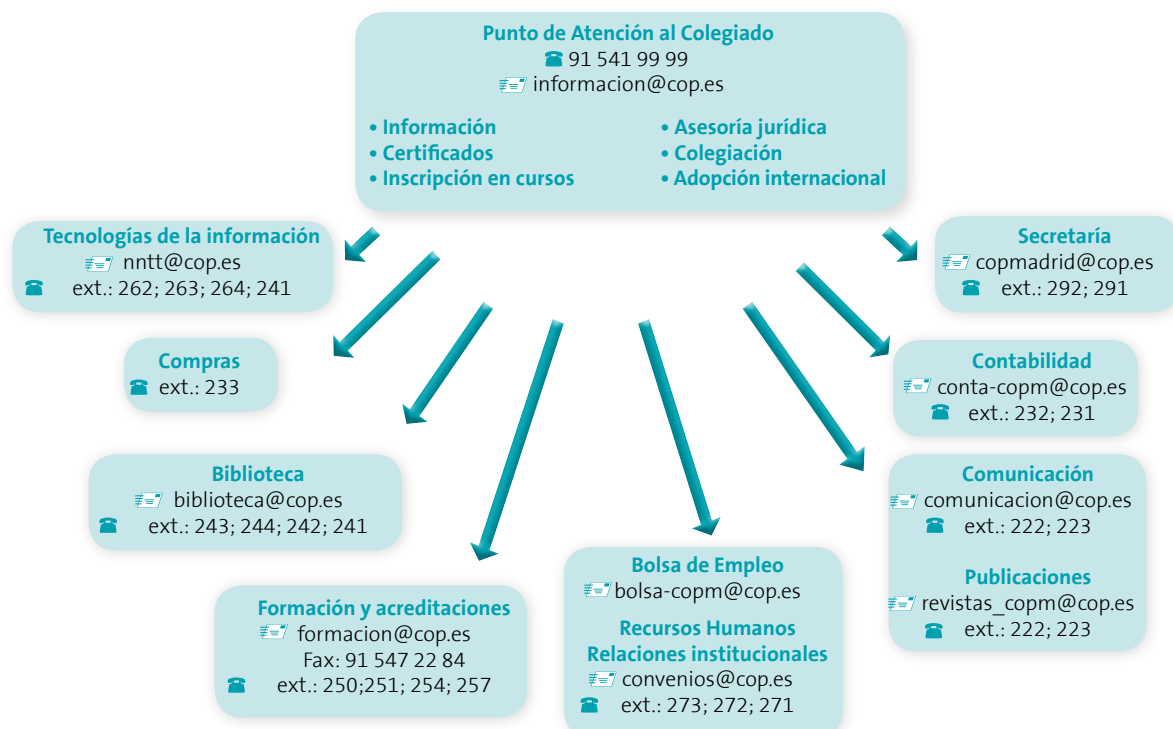 Punto de Atención al Colegiado
91 541 99 99
informacion@cop.es
• Información
• Certificados
• Inscripción en cursos
• Asesoría jurídica
• Colegiación
• Adopción internacional
Tecnologías de la información
nntt@cop.es
ext.: 262; 263; 264; 241
Secretaría
copmadrid@cop.es
ext.: 292; 291
Compras
ext.: 233
Contabilidad
conta-copm@cop.es
ext.: 232; 231
Biblioteca
biblioteca@cop.es
ext.: 243; 244; 242; 241
Comunicación
comunicacion@cop.es
ext.: 222; 223
Publicaciones
revistas_copm@cop.es
ext.: 222; 223
Formación y acreditaciones
formacion@cop.es
Fax: 91 547 22 84
ext.: 250;251; 254; 257
Bolsa de Empleo
bolsa-copm@cop.es
Recursos Humanos
Relaciones institucionales
convenios@cop.es
ext.: 273; 272; 271